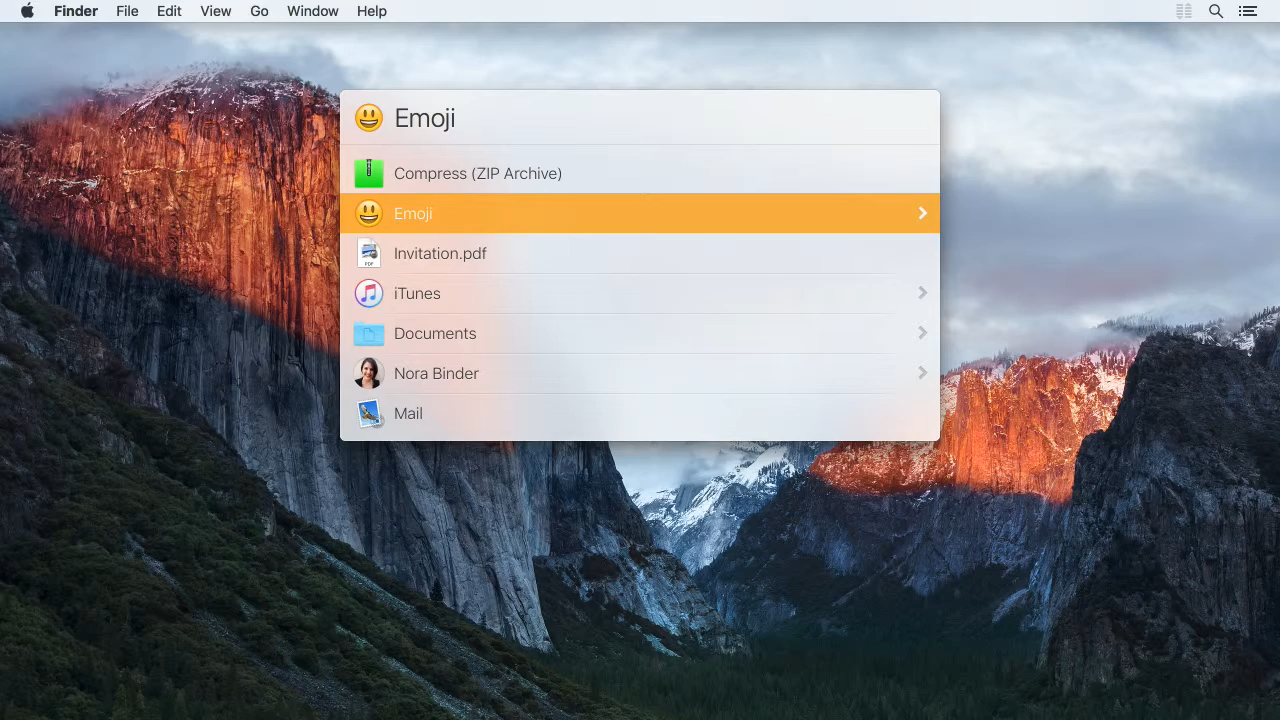 Finder File Edit View Go Window Help
Emoji
Compress (ZIP Archive)
Emoji
Invitation.pdf
PDF
iTunes
Documents
Nora Binder
Mail